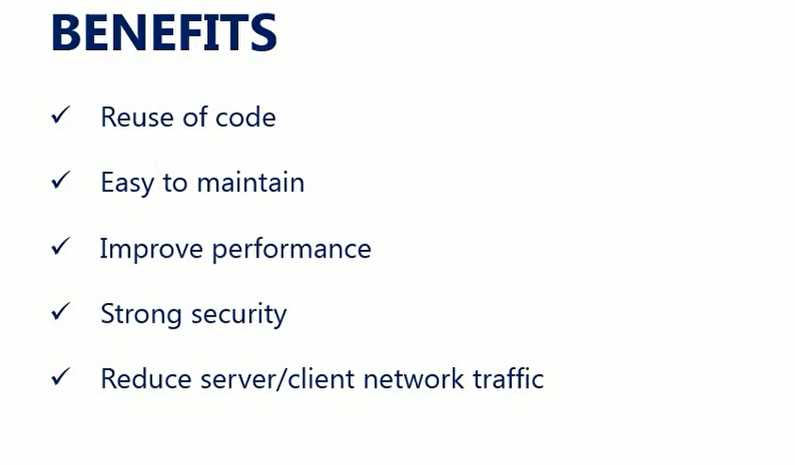 BENEFITS
✓ Reuse of code
✓ Easy to maintain
✓ Improve performance
✓ Strong security
✓ Reduce server/client network traffic